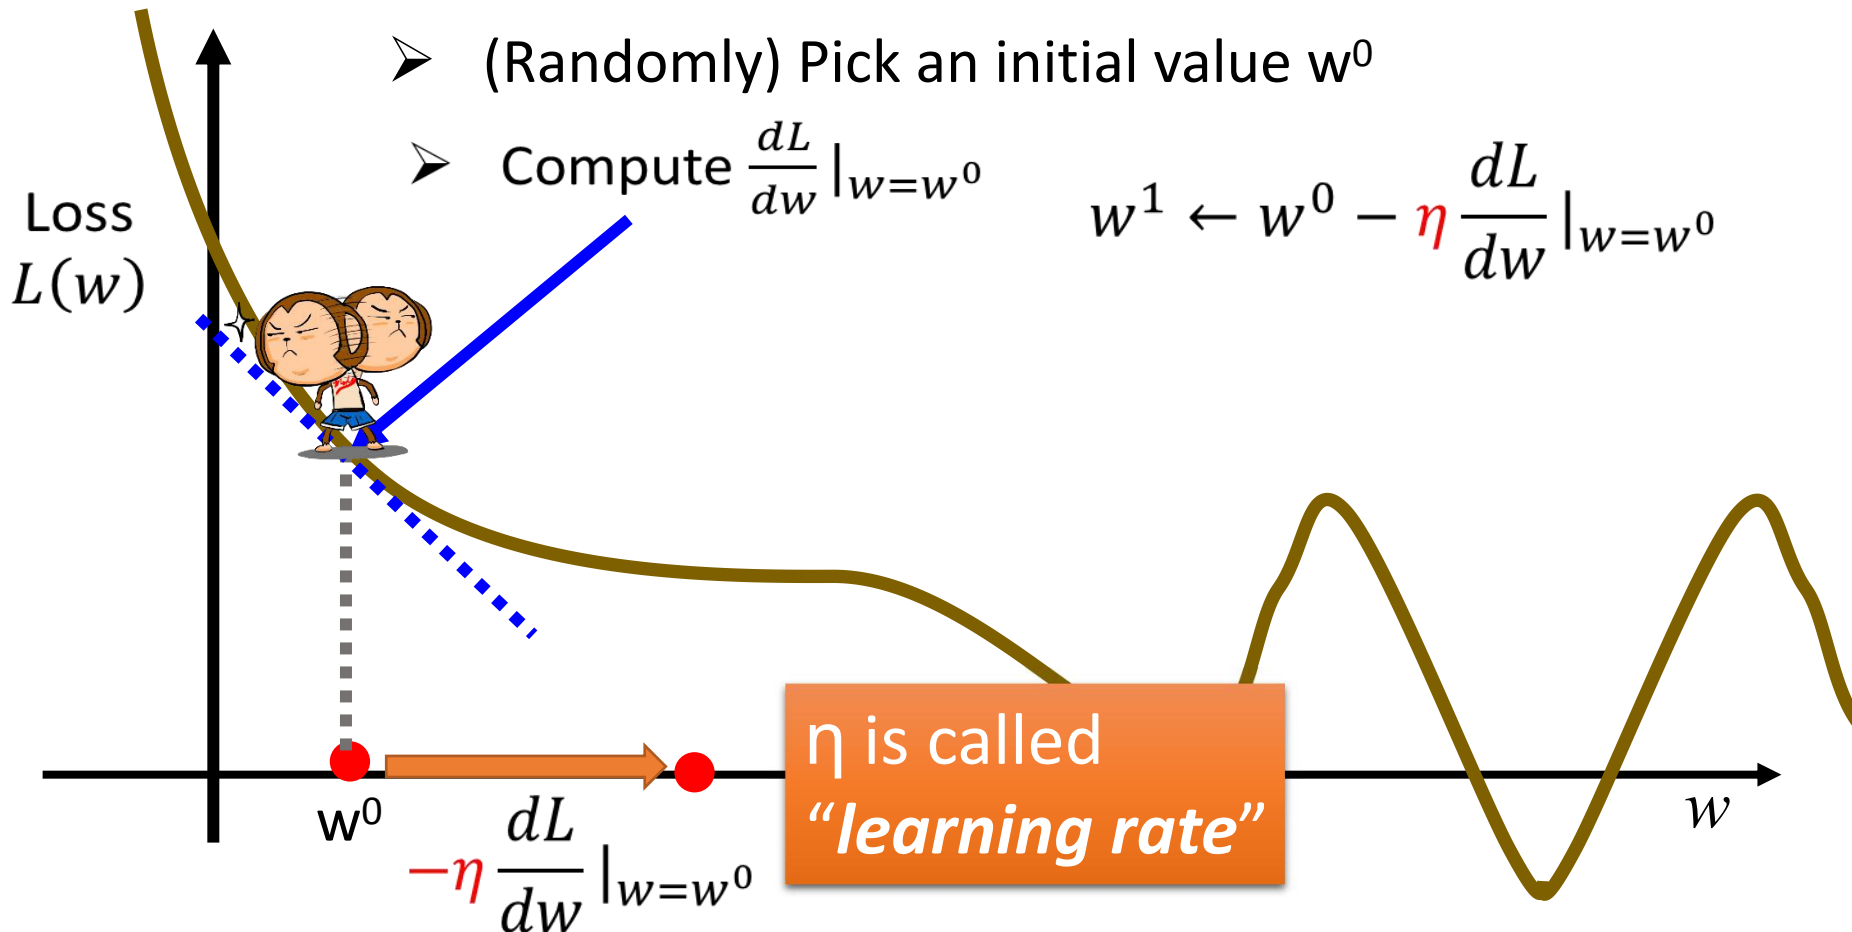 ➢ (Randomly) Pick an initial value w⁰
➢ Compute dL/dw |w=w⁰
w¹ ← w⁰ − η dL/dw |w=w⁰
Loss
L(w)
w⁰
−η dL/dw |w=w⁰
η is called
“learning rate”
w